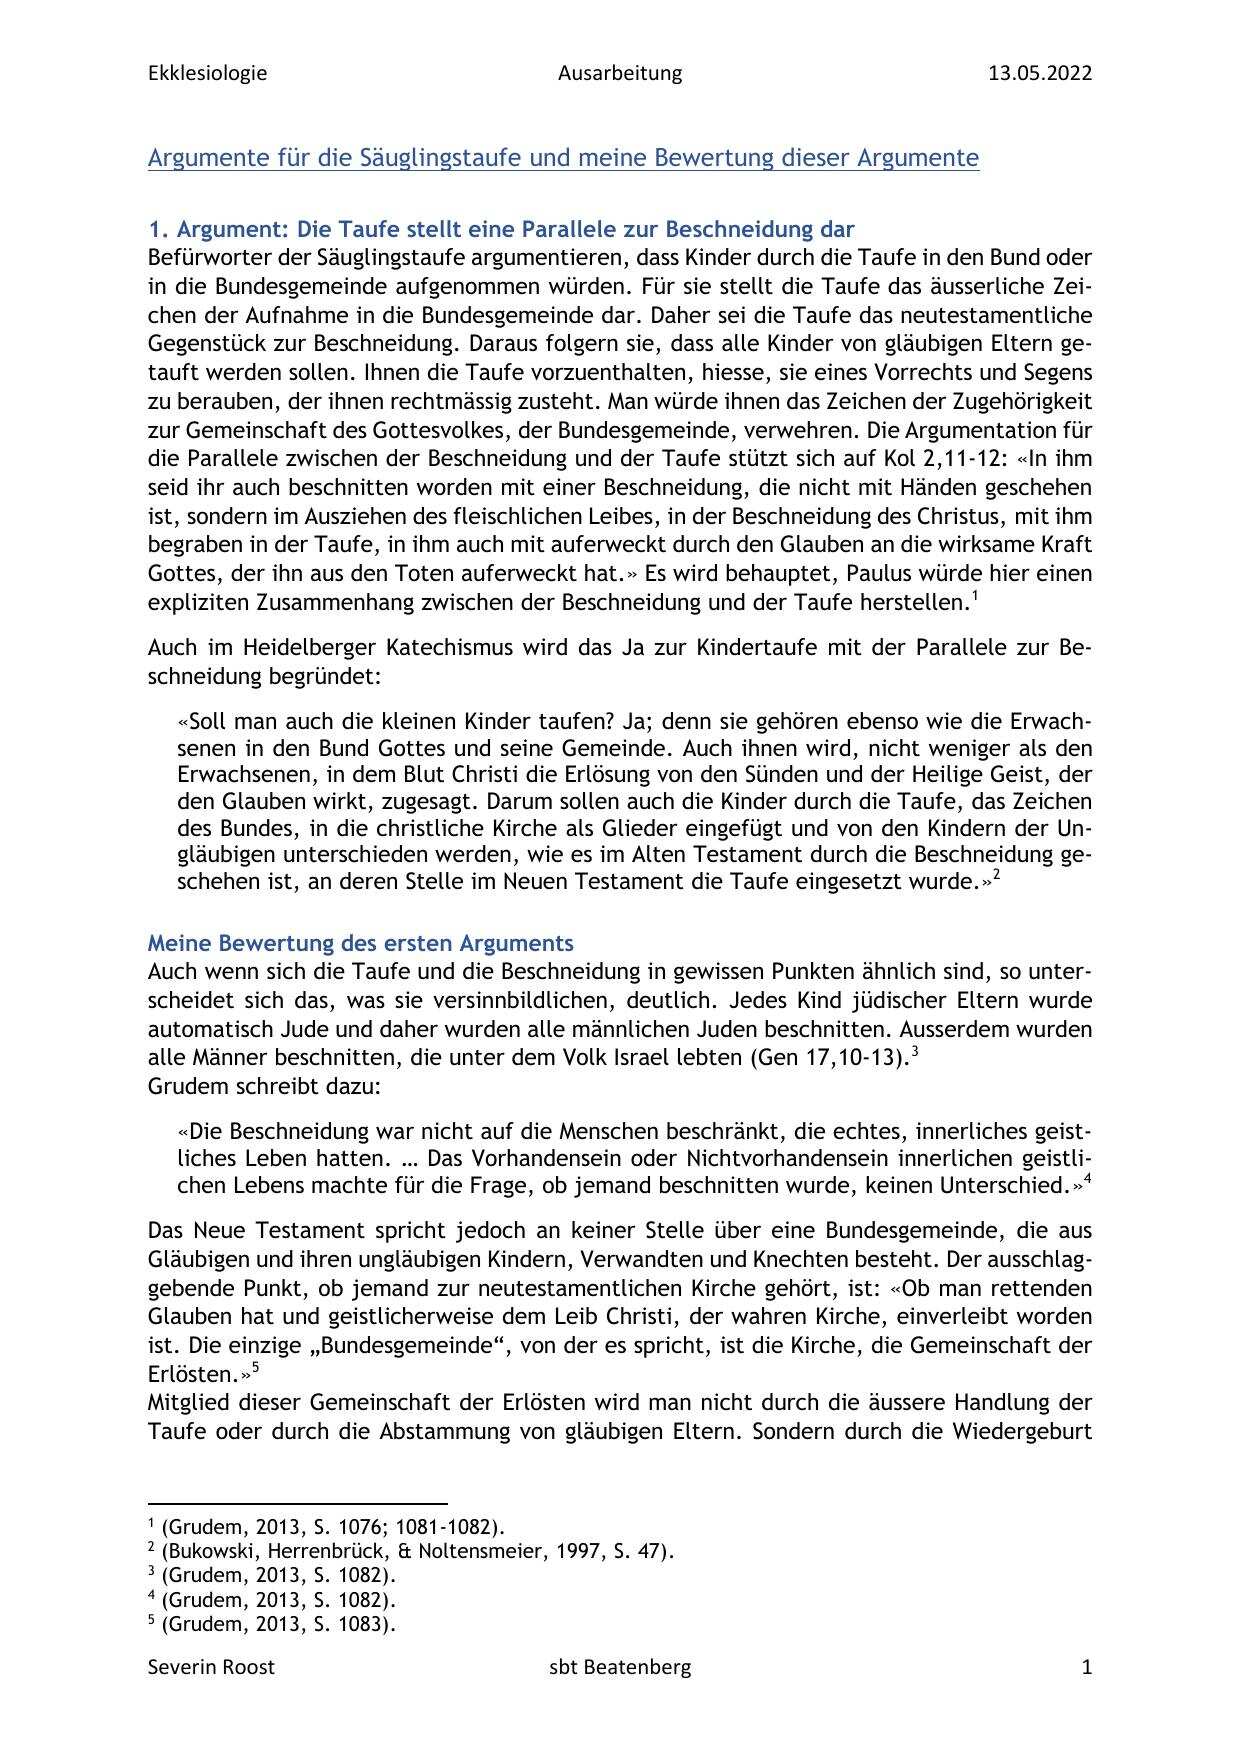 Ekklesiologie Ausarbeitung 13.05.2022
Argumente für die Säuglingstaufe und meine Bewertung dieser Argumente
1. Argument: Die Taufe stellt eine Parallele zur Beschneidung dar
Befürworter der Säuglingstaufe argumentieren, dass Kinder durch die Taufe in den Bund oder
in die Bundesgemeinde aufgenommen würden. Für sie stellt die Taufe das äusserliche Zei-
chen der Aufnahme in die Bundesgemeinde dar. Daher sei die Taufe das neutestamentliche
Gegenstück zur Beschneidung. Daraus folgern sie, dass alle Kinder von gläubigen Eltern ge-
tauft werden sollen. Ihnen die Taufe vorzuenthalten, hiesse, sie eines Vorrechts und Segens
zu berauben, der ihnen rechtmässig zusteht. Man würde ihnen das Zeichen der Zugehörigkeit
zur Gemeinschaft des Gottesvolkes, der Bundesgemeinde, verwehren. Die Argumentation für
die Parallele zwischen der Beschneidung und der Taufe stützt sich auf Kol 2,11-12: «In ihm
seid ihr auch beschnitten worden mit einer Beschneidung, die nicht mit Händen geschehen
ist, sondern im Ausziehen des fleischlichen Leibes, in der Beschneidung des Christus, mit ihm
begraben in der Taufe, in ihm auch mit auferweckt durch den Glauben an die wirksame Kraft
Gottes, der ihn aus den Toten auferweckt hat.» Es wird behauptet, Paulus würde hier einen
expliziten Zusammenhang zwischen der Beschneidung und der Taufe herstellen.1
Auch im Heidelberger Katechismus wird das Ja zur Kindertaufe mit der Parallele zur Be-
schneidung begründet:
«Soll man auch die kleinen Kinder taufen? Ja; denn sie gehören ebenso wie die Erwach-
senen in den Bund Gottes und seine Gemeinde. Auch ihnen wird, nicht weniger als den
Erwachsenen, in dem Blut Christi die Erlösung von den Sünden und der Heilige Geist, der
den Glauben wirkt, zugesagt. Darum sollen auch die Kinder durch die Taufe, das Zeichen
des Bundes, in die christliche Kirche als Glieder eingefügt und von den Kindern der Un-
gläubigen unterschieden werden, wie es im Alten Testament durch die Beschneidung ge-
schehen ist, an deren Stelle im Neuen Testament die Taufe eingesetzt wurde.»2
Meine Bewertung des ersten Arguments
Auch wenn sich die Taufe und die Beschneidung in gewissen Punkten ähnlich sind, so unter-
scheidet sich das, was sie versinnbildlichen, deutlich. Jedes Kind jüdischer Eltern wurde
automatisch Jude und daher wurden alle männlichen Juden beschnitten. Ausserdem wurden
alle Männer beschnitten, die unter dem Volk Israel lebten (Gen 17,10-13).3
Grudem schreibt dazu:
«Die Beschneidung war nicht auf die Menschen beschränkt, die echtes, innerliches geist-
liches Leben hatten. … Das Vorhandensein oder Nichtvorhandensein innerlichen geistli-
chen Lebens machte für die Frage, ob jemand beschnitten wurde, keinen Unterschied.»4
Das Neue Testament spricht jedoch an keiner Stelle über eine Bundesgemeinde, die aus
Gläubigen und ihren ungläubigen Kindern, Verwandten und Knechten besteht. Der ausschlag-
gebende Punkt, ob jemand zur neutestamentlichen Kirche gehört, ist: «Ob man rettenden
Glauben hat und geistlicherweise dem Leib Christi, der wahren Kirche, einverleibt worden
ist. Die einzige „Bundesgemeinde“, von der es spricht, ist die Kirche, die Gemeinschaft der
Erlösten.»5
Mitglied dieser Gemeinschaft der Erlösten wird man nicht durch die äussere Handlung der
Taufe oder durch die Abstammung von gläubigen Eltern. Sondern durch die Wiedergeburt
1 (Grudem, 2013, S. 1076; 1081-1082).
2 (Bukowski, Herrenbrück, & Noltensmeier, 1997, S. 47).
3 (Grudem, 2013, S. 1082).
4 (Grudem, 2013, S. 1082).
5 (Grudem, 2013, S. 1083).
Severin Roost sbt Beatenberg 1